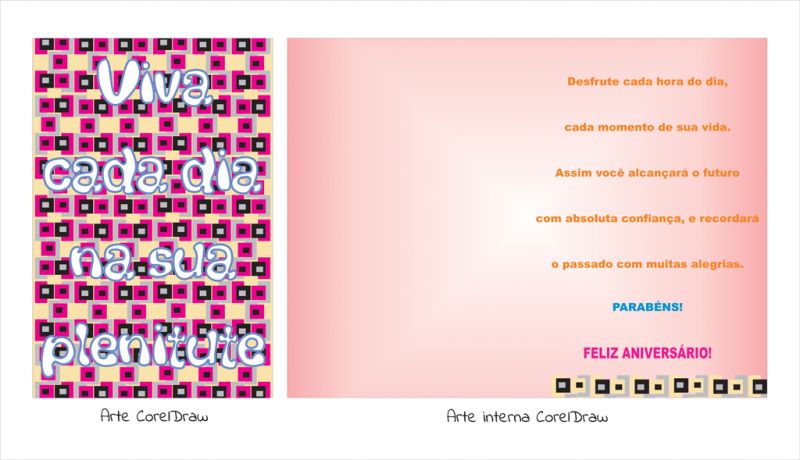 Viva
cada dia
na sua
plenitute
Desfrute cada hora do dia,
cada momento de sua vida.
Assim você alcançará o futuro
com absoluta confiança, e recordará
o passado com muitas alegrias.
PARABÉNS!
FELIZ ANIVERSÁRIO!
Arte CorelDraw
Arte interna CorelDraw